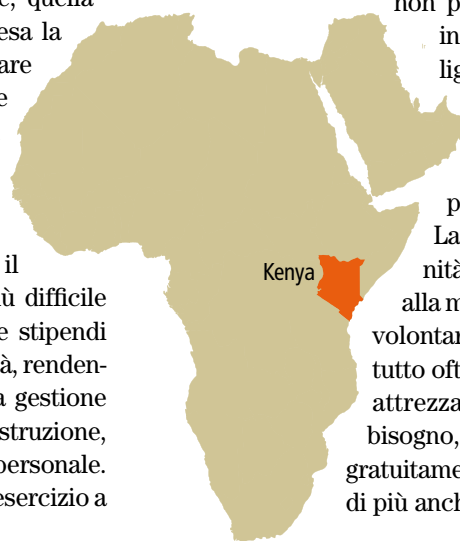 , quella
esa la
are
e
il
ù difficile
e stipendi
à, renden-
a gestione
struzione,
personale.
esercizio a
Kenya
non p
in
lig
p
La
nità
alla m
volontar
tutto oft
attrezza
bisogno,
gratuitame
di più anch